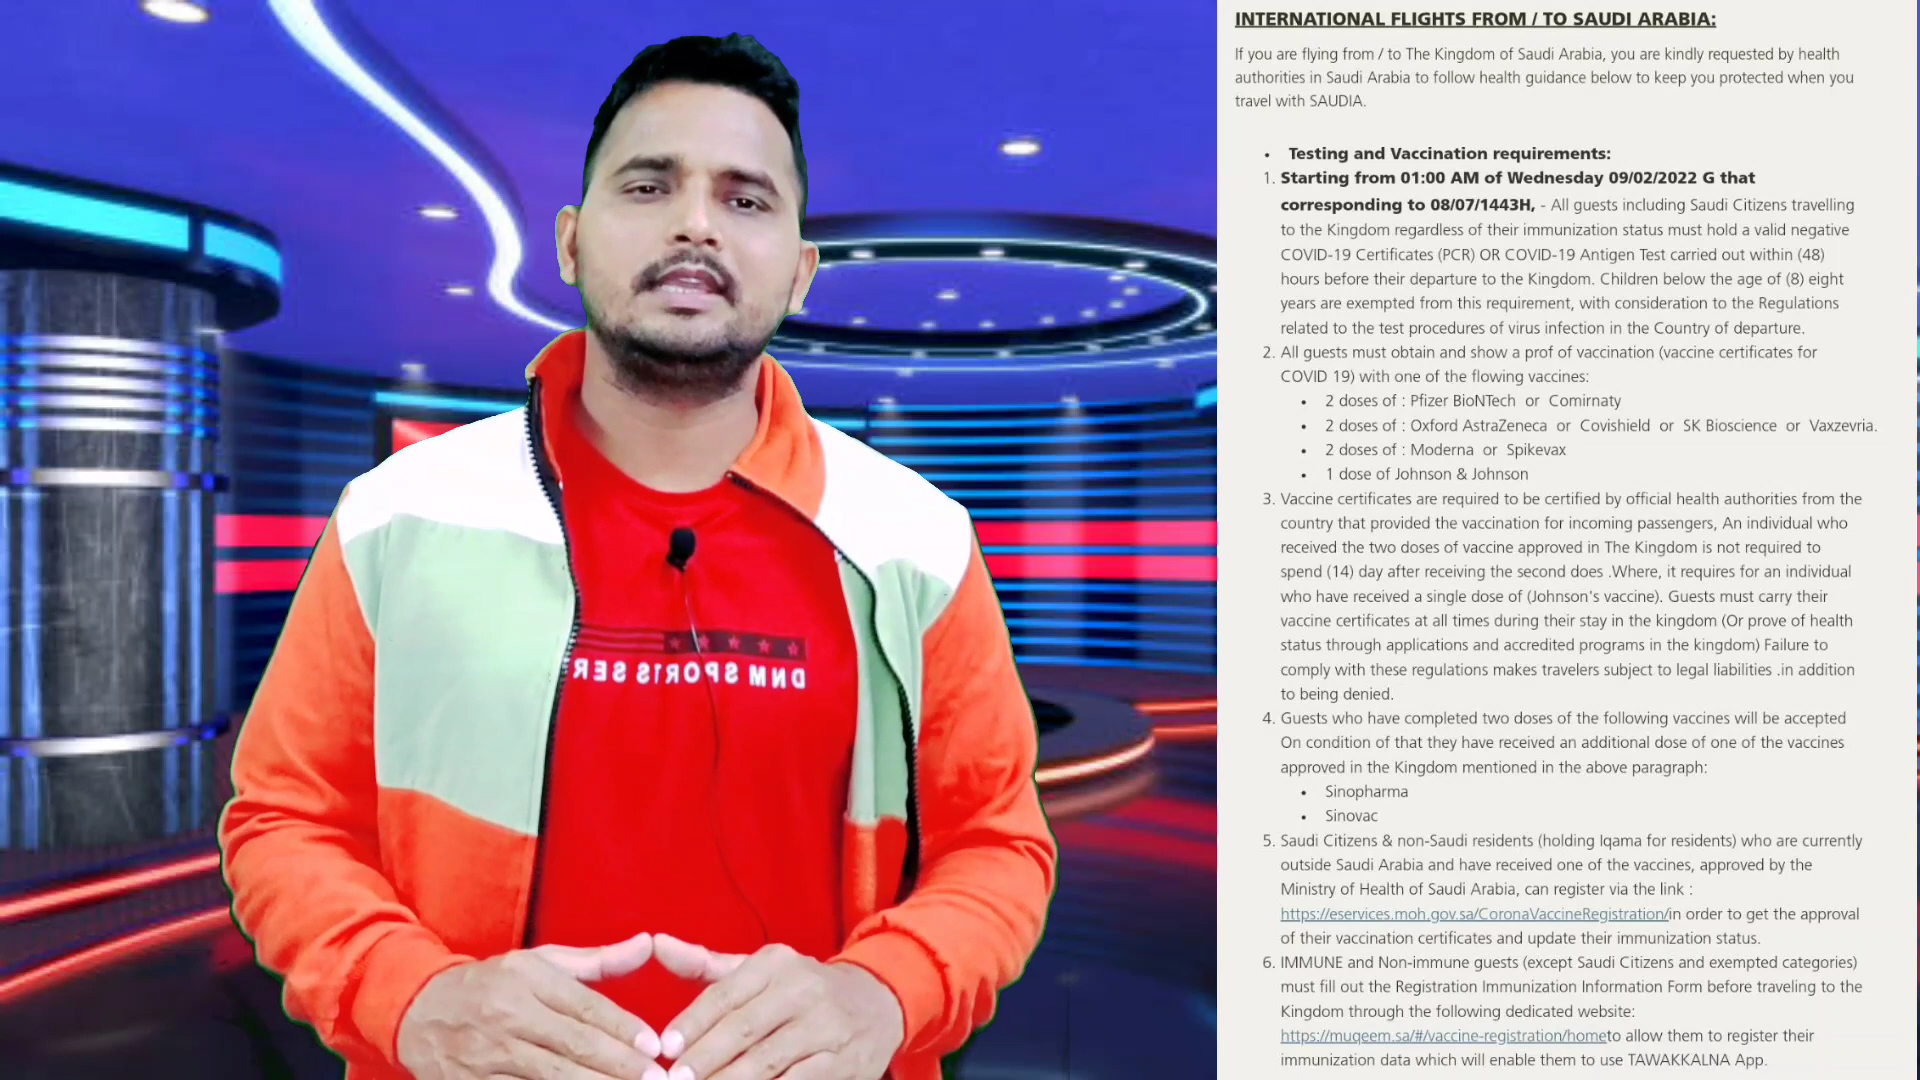 INTERNATIONAL FLIGHTS FROM / TO SAUDI ARABIA:
If you are flying from / to The Kingdom of Saudi Arabia, you are kindly requested by health
authorities in Saudi Arabia to follow health guidance below to keep you protected when you
travel with SAUDIA.
• Testing and Vaccination requirements:
1. Starting from 01:00 AM of Wednesday 09/02/2022 G that
corresponding to 08/07/1443H, - All guests including Saudi Citizens travelling
to the Kingdom regardless of their immunization status must hold a valid negative
COVID-19 Certificates (PCR) OR COVID-19 Antigen Test carried out within (48)
hours before their departure to the Kingdom. Children below the age of (8) eight
years are exempted from this requirement, with consideration to the Regulations
related to the test procedures of virus infection in the Country of departure.
2. All guests must obtain and show a prof of vaccination (vaccine certificates for
COVID 19) with one of the flowing vaccines:
• 2 doses of : Pfizer BioNTech or Comirnaty
• 2 doses of : Oxford AstraZeneca or Covishield or SK Bioscience or Vaxzevria.
• 2 doses of : Moderna or Spikevax
• 1 dose of Johnson & Johnson
3. Vaccine certificates are required to be certified by official health authorities from the
country that provided the vaccination for incoming passengers, An individual who
received the two doses of vaccine approved in The Kingdom is not required to
spend (14) day after receiving the second does .Where, it requires for an individual
who have received a single dose of (Johnson's vaccine). Guests must carry their
vaccine certificates at all times during their stay in the kingdom (Or prove of health
status through applications and accredited programs in the kingdom) Failure to
comply with these regulations makes travelers subject to legal liabilities .in addition
to being denied.
4. Guests who have completed two doses of the following vaccines will be accepted
On condition of that they have received an additional dose of one of the vaccines
approved in the Kingdom mentioned in the above paragraph:
• Sinopharma
• Sinovac
5. Saudi Citizens & non-Saudi residents (holding Iqama for residents) who are currently
outside Saudi Arabia and have received one of the vaccines, approved by the
Ministry of Health of Saudi Arabia, can register via the link :
https://eservices.moh.gov.sa/CoronaVaccineRegistration/in order to get the approval
of their vaccination certificates and update their immunization status.
6. IMMUNE and Non-immune guests (except Saudi Citizens and exempted categories)
must fill out the Registration Immunization Information Form before traveling to the
Kingdom through the following dedicated website:
https://muqeem.sa/#/vaccine-registration/hometo allow them to register their
immunization data which will enable them to use TAWAKKALNA App.
DNM SPORTS SER